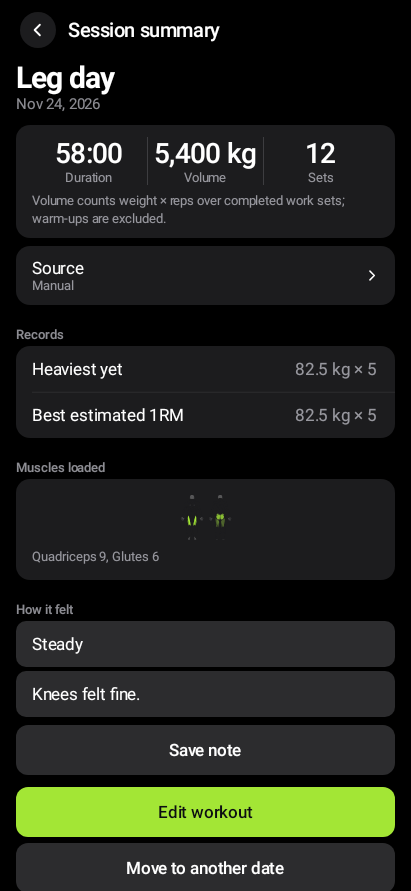 Session summary
Leg day
Nov 24, 2026
58:00
Duration
5,400 kg
Volume
12
Sets
Volume counts weight × reps over completed work sets;
warm-ups are excluded.
Source
Manual
Records
Heaviest yet 82.5 kg × 5
Best estimated 1RM 82.5 kg × 5
Muscles loaded
Quadriceps 9, Glutes 6
How it felt
Steady
Knees felt fine.
Save note
Edit workout
Move to another date